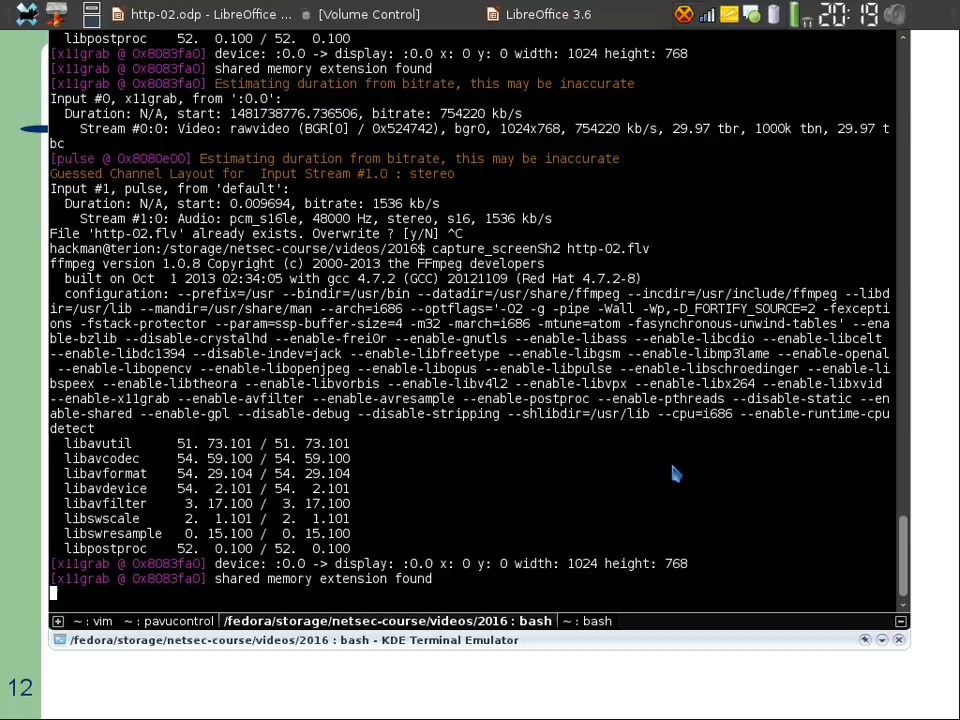 http-02.odp - LibreOffice ... [Volume Control] LibreOffice 3.6 20:19
libpostproc 52. 0.100 / 52. 0.100
[x11grab @ 0x8083fa0] device: :0.0 -> display: :0.0 x: 0 y: 0 width: 1024 height: 768
[x11grab @ 0x8083fa0] shared memory extension found
[x11grab @ 0x8083fa0] Estimating duration from bitrate, this may be inaccurate
Input #0, x11grab, from ':0.0':
Duration: N/A, start: 1481738776.736506, bitrate: 754220 kb/s
Stream #0:0: Video: rawvideo (BGR[0] / 0x524742), bgr0, 1024x768, 754220 kb/s, 29.97 tbr, 1000k tbn, 29.97 t
bc
[pulse @ 0x8080e00] Estimating duration from bitrate, this may be inaccurate
Guessed Channel Layout for  Input Stream #1.0 : stereo
Input #1, pulse, from 'default':
Duration: N/A, start: 0.009694, bitrate: 1536 kb/s
Stream #1:0: Audio: pcm_s16le, 48000 Hz, stereo, s16, 1536 kb/s
File 'http-02.flv' already exists. Overwrite ? [y/N] ^C
hackman@terion:/storage/netsec-course/videos/2016$ capture_screenSh2 http-02.flv
ffmpeg version 1.0.8 Copyright (c) 2000-2013 the FFmpeg developers
built on Oct  1 2013 02:34:05 with gcc 4.7.2 (GCC) 20121109 (Red Hat 4.7.2-8)
configuration: --prefix=/usr --bindir=/usr/bin --datadir=/usr/share/ffmpeg --incdir=/usr/include/ffmpeg --libd
ir=/usr/lib --mandir=/usr/share/man --arch=i686 --optflags='-O2 -g -pipe -Wall -Wp,-D_FORTIFY_SOURCE=2 -fexcepti
ons -fstack-protector --param=ssp-buffer-size=4 -m32 -march=i686 -mtune=atom -fasynchronous-unwind-tables' --ena
ble-bzlib --disable-crystalhd --enable-frei0r --enable-gnutls --enable-libass --enable-libcdio --enable-libcelt
--enable-libdc1394 --disable-indev=jack --enable-libfreetype --enable-libgsm --enable-libmp3lame --enable-openal
--enable-libopencv --enable-libopenjpeg --enable-libopus --enable-libpulse --enable-libschroedinger --enable-li
bspeex --enable-libtheora --enable-libvorbis --enable-libv4l2 --enable-libvpx --enable-libx264 --enable-libxvid
--enable-x11grab --enable-avfilter --enable-avresample --enable-postproc --enable-pthreads --disable-static --en
able-shared --enable-gpl --disable-debug --disable-stripping --shlibdir=/usr/lib --cpu=i686 --enable-runtime-cpu
detect
libavutil 51. 73.101 / 51. 73.101
libavcodec 54. 59.100 / 54. 59.100
libavformat 54. 29.104 / 54. 29.104
libavdevice 54. 2.101 / 54. 2.101
libavfilter 3. 17.100 / 3. 17.100
libswscale 2. 1.101 / 2. 1.101
libswresample 0. 15.100 / 0. 15.100
libpostproc 52. 0.100 / 52. 0.100
[x11grab @ 0x8083fa0] device: :0.0 -> display: :0.0 x: 0 y: 0 width: 1024 height: 768
[x11grab @ 0x8083fa0] shared memory extension found
~ : vim ~ : pavucontrol /fedora/storage/netsec-course/videos/2016 : bash ~ : bash
/fedora/storage/netsec-course/videos/2016 : bash - KDE Terminal Emulator
12